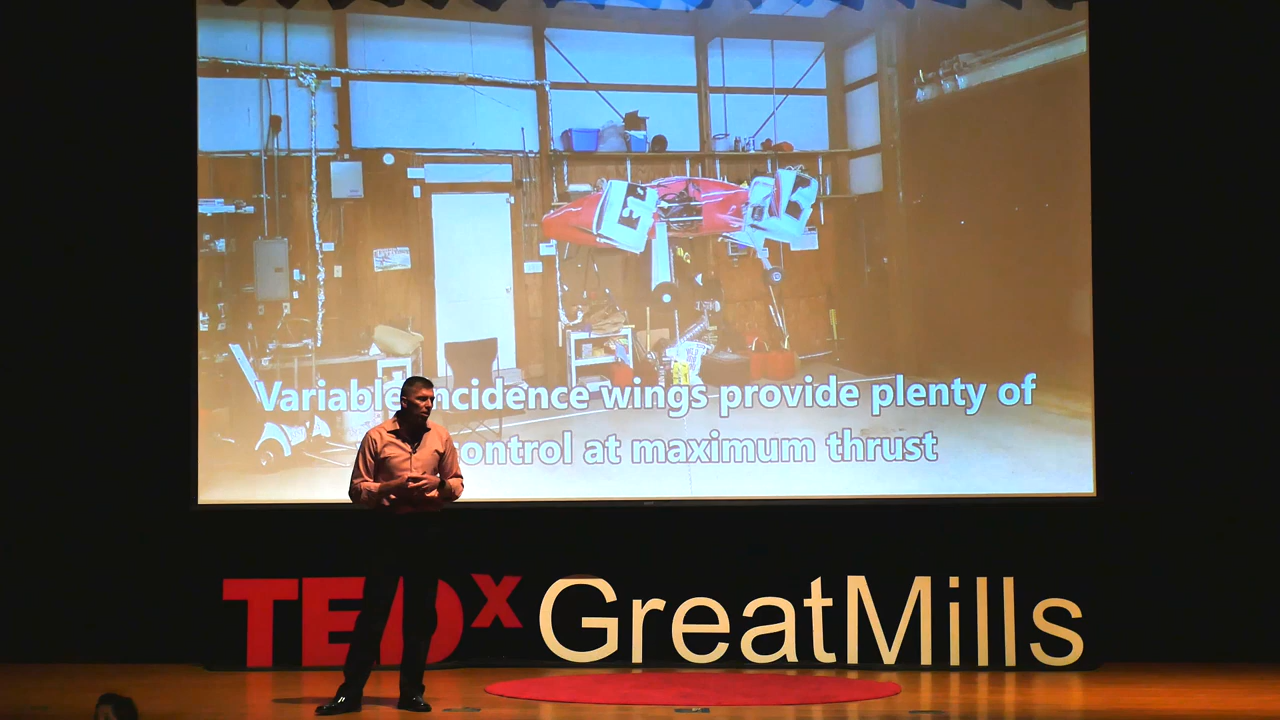 Variable incidence wings provide plenty of
control at maximum thrust
TEDx GreatMills